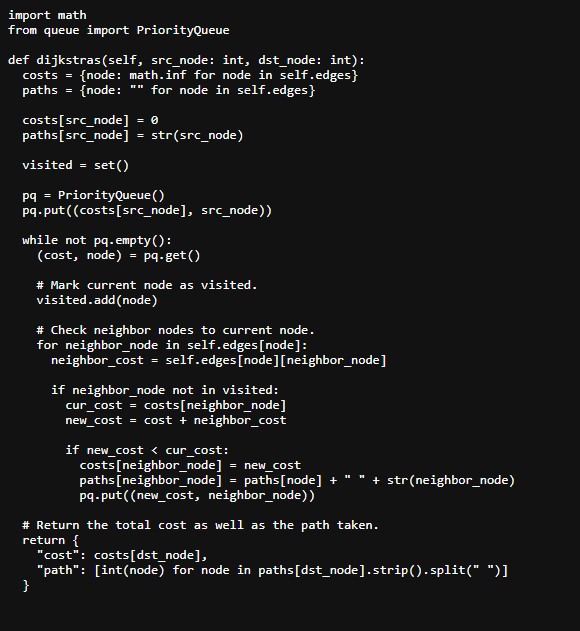 import math
from queue import PriorityQueue

def dijkstras(self, src_node: int, dst_node: int):
  costs = {node: math.inf for node in self.edges}
  paths = {node: "" for node in self.edges}

  costs[src_node] = 0
  paths[src_node] = str(src_node)

  visited = set()

  pq = PriorityQueue()
  pq.put((costs[src_node], src_node))

  while not pq.empty():
    (cost, node) = pq.get()

    # Mark current node as visited.
    visited.add(node)

    # Check neighbor nodes to current node.
    for neighbor_node in self.edges[node]:
      neighbor_cost = self.edges[node][neighbor_node]

      if neighbor_node not in visited:
        cur_cost = costs[neighbor_node]
        new_cost = cost + neighbor_cost

        if new_cost < cur_cost:
          costs[neighbor_node] = new_cost
          paths[neighbor_node] = paths[node] + " " + str(neighbor_node)
          pq.put((new_cost, neighbor_node))

  # Return the total cost as well as the path taken.
  return {
    "cost": costs[dst_node],
    "path": [int(node) for node in paths[dst_node].strip().split(" ")]
  }